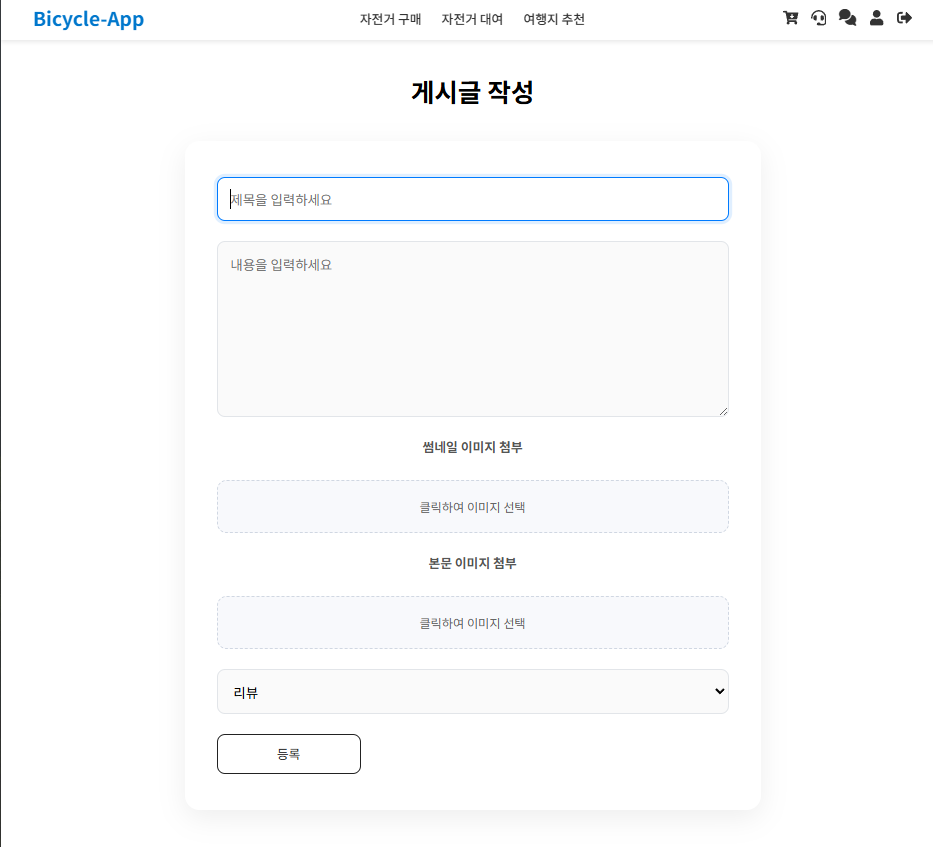 Bicycle-App
자전거 구매 자전거 대여 여행지 추천
게시글 작성
제목을 입력하세요
내용을 입력하세요
썸네일 이미지 첨부
클릭하여 이미지 선택
본문 이미지 첨부
클릭하여 이미지 선택
리뷰
등록